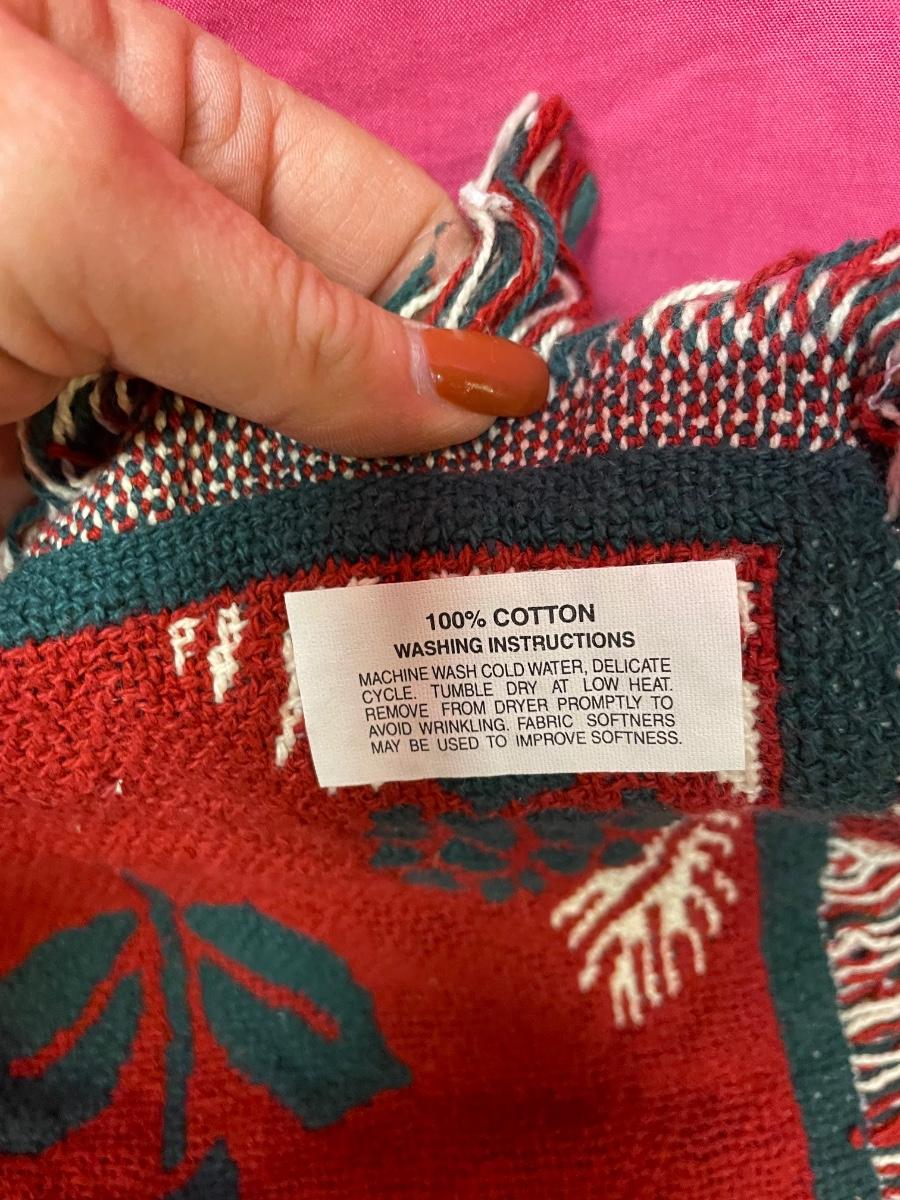 100% COTTON
WASHING INSTRUCTIONS
MACHINE WASH COLD WATER, DELICATE
CYCLE. TUMBLE DRY AT LOW HEAT.
REMOVE FROM DRYER PROMPTLY TO
AVOID WRINKLING. FABRIC SOFTNERS
MAY BE USED TO IMPROVE SOFTNESS.